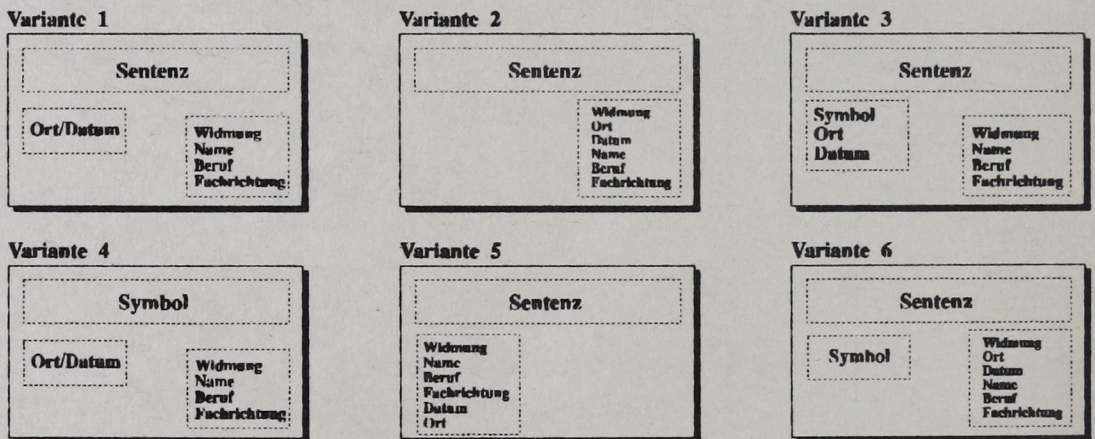 Variante 1
Sentenz
Ort/Datum
Widmung
Name
Beruf
Fachrichtung
Variante 2
Sentenz
Widmung
Ort
Datum
Name
Beruf
Fachrichtung
Variante 3
Sentenz
Symbol
Ort
Datum
Widmung
Name
Beruf
Fachrichtung
Variante 4
Symbol
Ort/Datum
Widmung
Name
Beruf
Fachrichtung
Variante 5
Sentenz
Widmung
Name
Beruf
Fachrichtung
Datum
Ort
Variante 6
Sentenz
Symbol
Widmung
Ort
Datum
Name
Beruf
Fachrichtung